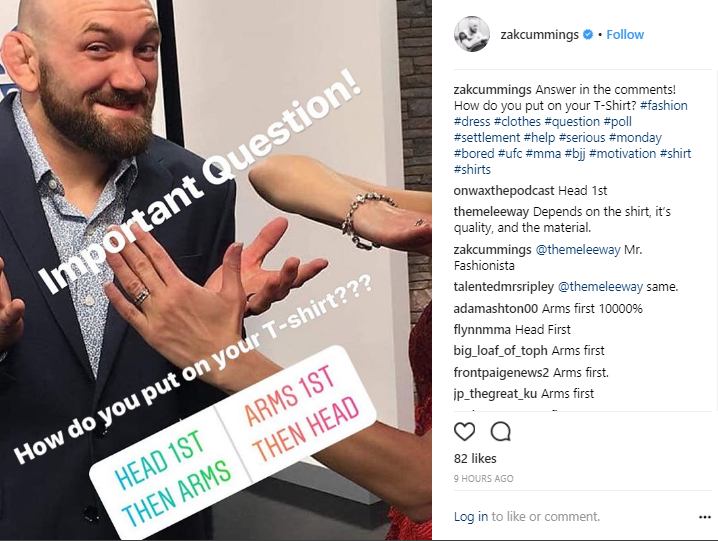 zakcummings • Follow
Important Question!
How do you put on your T-shirt???
HEAD 1ST
THEN ARMS
ARMS 1ST
THEN HEAD
zakcummings Answer in the comments!
How do you put on your T-Shirt? #fashion
#dress #clothes #question #poll
#settlement #help #serious #monday
#bored #ufc #mma #bjj #motivation #shirt
#shirts
onwaxthepodcast Head 1st
themeleeway Depends on the shirt, it's
quality, and the material.
zakcummings @themeleeway Mr.
Fashionista
talentedmrsripley @themeleeway same.
adamashton00 Arms first 10000%
flynnmma Head First
big_loaf_of_toph Arms first
frontpaigenews2 Arms first.
jp_thegreat_ku Arms first
82 likes
9 HOURS AGO
Log in to like or comment.